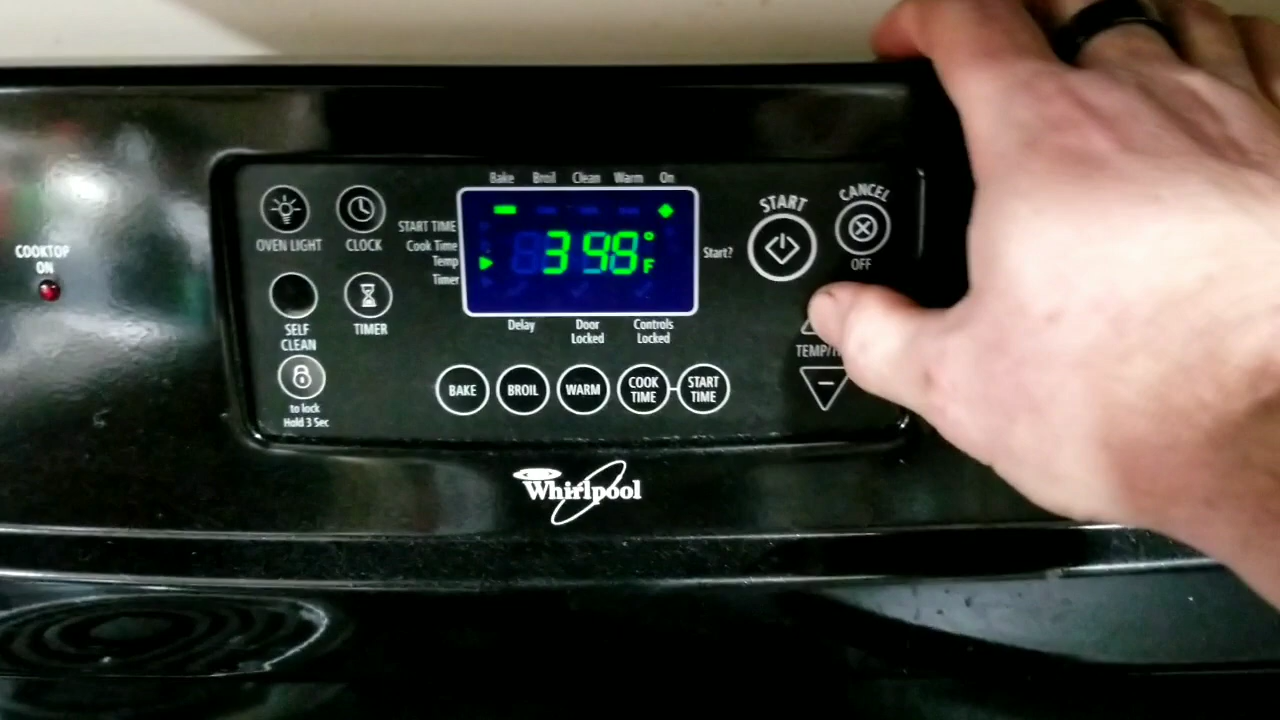 Bake Broil Clean Warm On
START TIME
Cook Time
Temp
Timer
398°F
Start?
Delay
Door
Locked
Controls
Locked
OVEN LIGHT
CLOCK
SELF
CLEAN
TIMER
to lock
Hold 3 Sec
BAKE
BROIL
WARM
COOK
TIME
START
TIME
START
CANCEL
OFF
TEMP/
COOKTOP
ON
Whirlpool